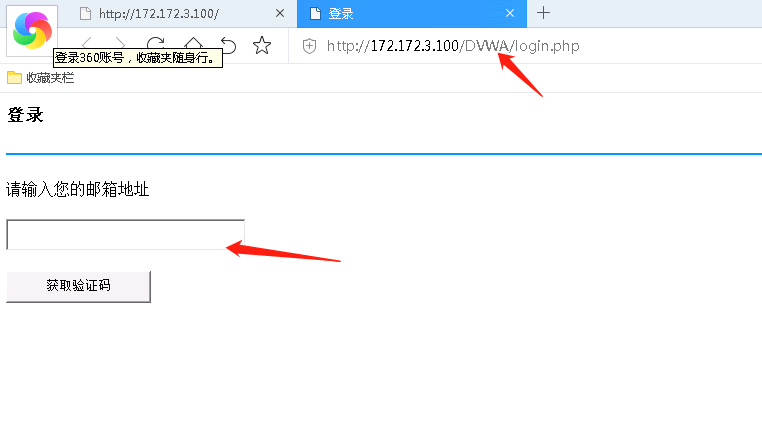 http://172.172.3.100/
登录
http://172.172.3.100/DVWA/login.php
登录360账号，收藏夹随身行。
收藏夹栏
登录
请输入您的邮箱地址
获取验证码